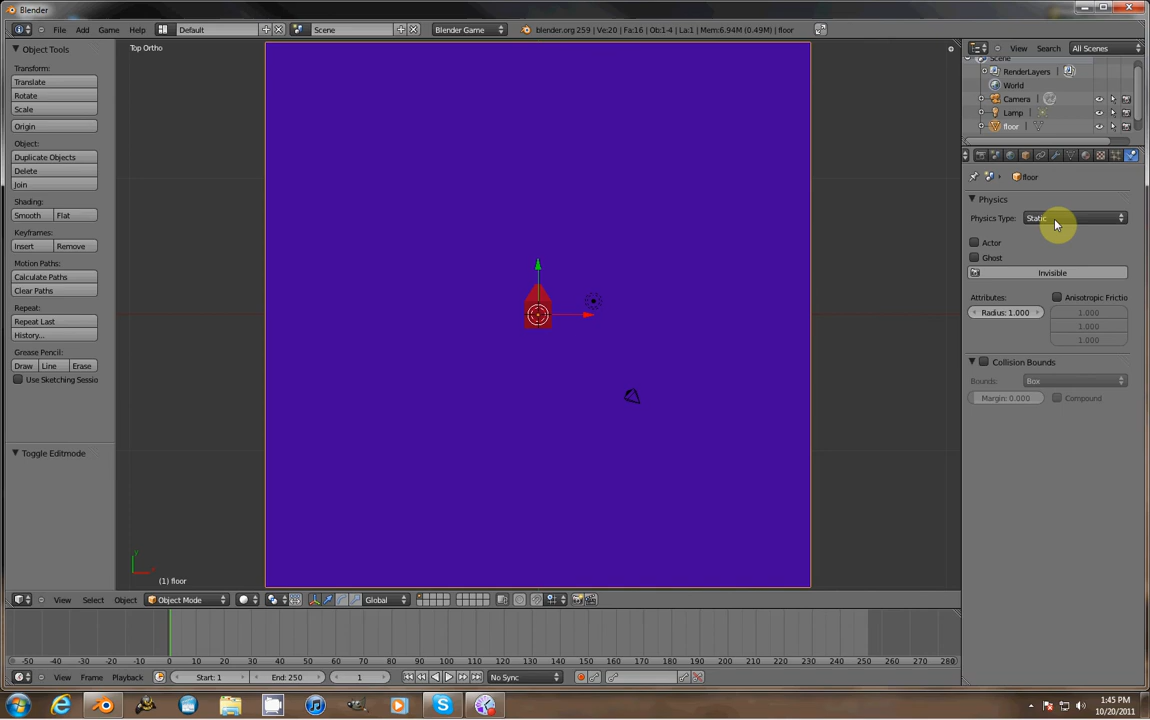 Blender
File Add Game Help Default Scene Blender Game blender.org 259 | Ve:20 | Fa:16 | Ob:1-4 | La:1 | Mem:6.94M (0.49M) | floor
Object Tools
Transform:
Translate
Rotate
Scale
Origin
Object:
Duplicate Objects
Delete
Join
Shading:
Smooth Flat
Keyframes:
Insert Remove
Motion Paths:
Calculate Paths
Clear Paths
Repeat:
Repeat Last
History...
Grease Pencil:
Draw Line Erase
Use Sketching Sessio
Toggle Editmode
Top Ortho
y
(1) floor
View Select Object Object Mode Global
-50 -40 -30 -20 -10 0 10 20 30 40 50 60 70 80 90 100 110 120 130 140 150 160 170 180 190 200 210 220 230 240 250 260 270 280
View Frame Playback Start: 1 End: 250 1 No Sync
View Search All Scenes
Scene
RenderLayers
World
Camera
Lamp
floor
floor
Physics
Physics Type: Static
Actor
Ghost
Invisible
Attributes: Anisotropic Frictio
Radius: 1.000 1.000
1.000
1.000
Collision Bounds
Bounds: Box
Margin: 0.000 Compound
1:45 PM
10/20/2011